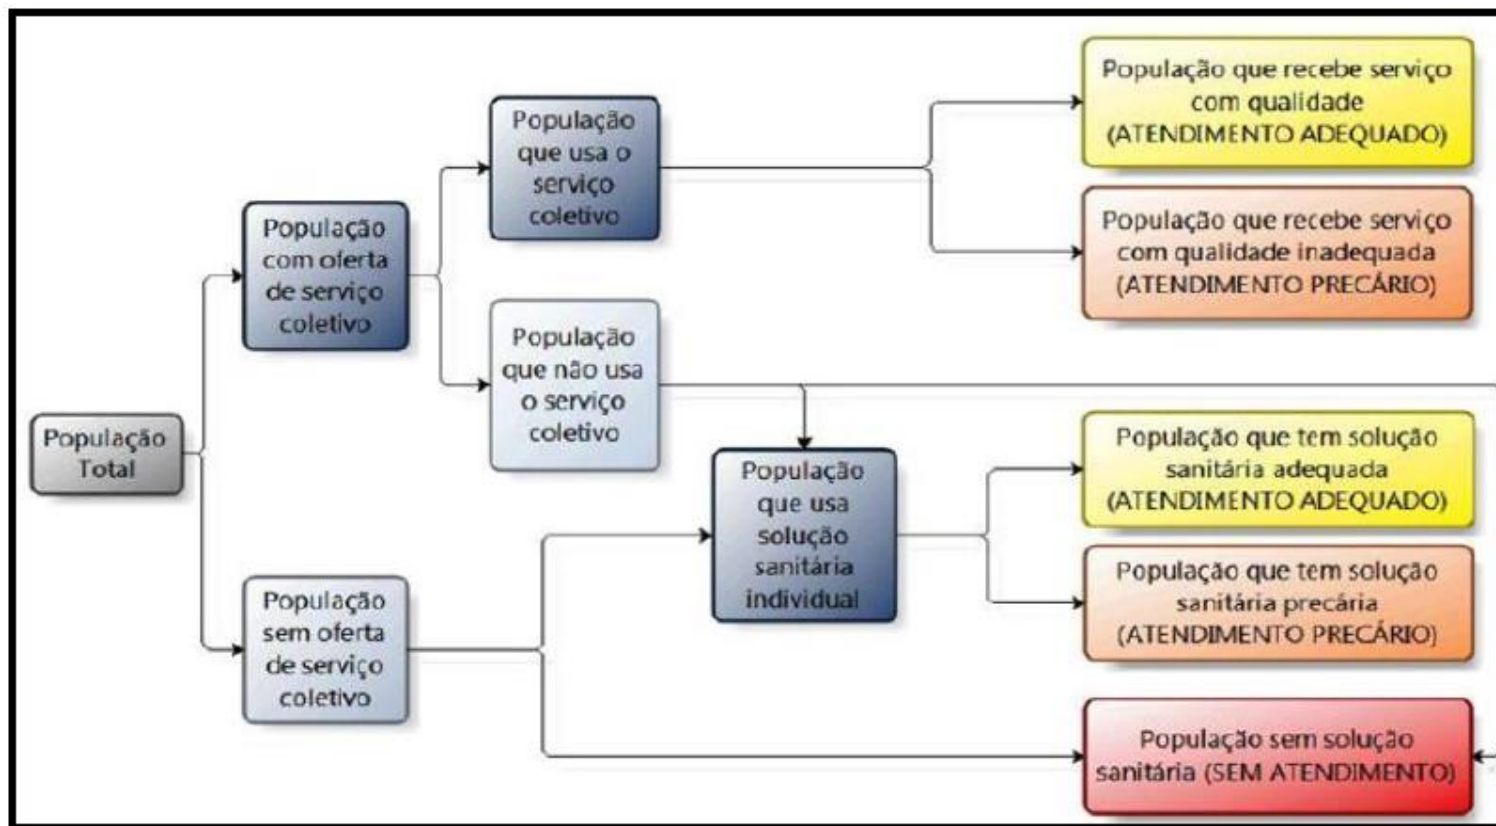 População
Total
População
com oferta
de serviço
coletivo
População
sem oferta
de serviço
coletivo
População
que usa o
serviço
coletivo
População
que não usa
o serviço
coletivo
População
que usa
solução
sanitária
individual
População que recebe serviço
com qualidade
(ATENDIMENTO ADEQUADO)
População que recebe serviço
com qualidade inadequada
(ATENDIMENTO PRECÁRIO)
População que tem solução
sanitária adequada
(ATENDIMENTO ADEQUADO)
População que tem solução
sanitária precária
(ATENDIMENTO PRECÁRIO)
População sem solução
sanitária (SEM ATENDIMENTO)